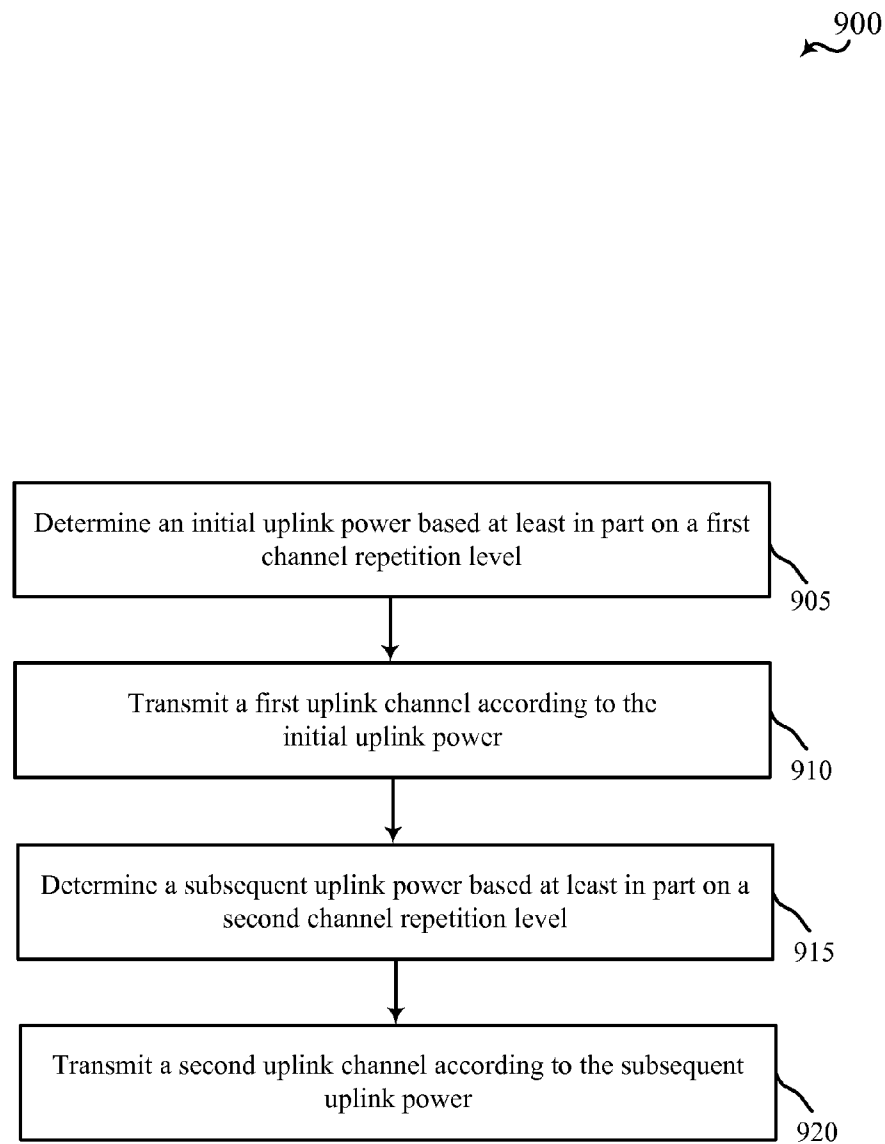 900
Determine an initial uplink power based at least in part on a first
channel repetition level
905
Transmit a first uplink channel according to the
initial uplink power
910
Determine a subsequent uplink power based at least in part on a
second channel repetition level
915
Transmit a second uplink channel according to the subsequent
uplink power
920